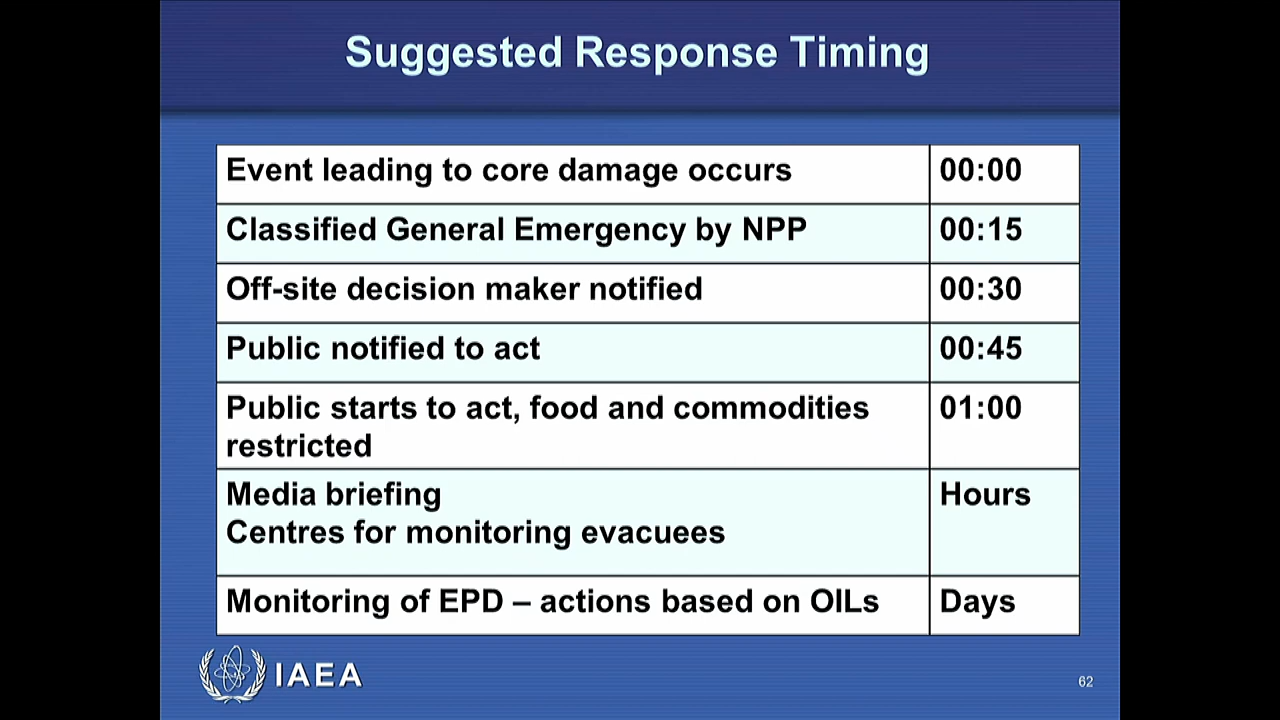 Suggested Response Timing
Event leading to core damage occurs 00:00
Classified General Emergency by NPP 00:15
Off-site decision maker notified 00:30
Public notified to act 00:45
Public starts to act, food and commodities 01:00
restricted
Media briefing Hours
Centres for monitoring evacuees
Monitoring of EPD – actions based on OILs Days
IAEA
62